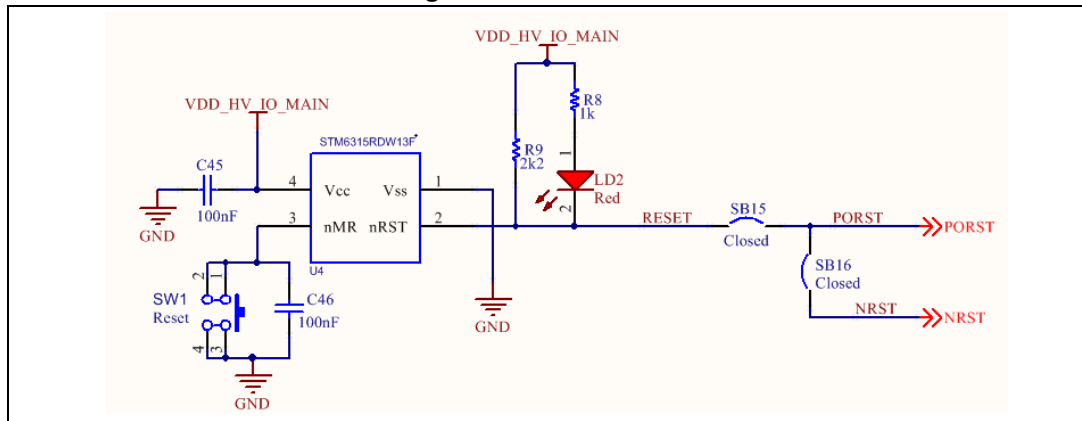 g
VDD_HV_IO_MAIN
R8
1k
VDD_HV_IO_MAIN
STM6315RDW13F
C45
R9
2k2
1
LD2
Red
2
4
Vcc
Vss
1
100nF
GND
3
nMR
nRST
2
RESET
SB15
Closed
PORST
PORST
SB16
Closed
U4
2
1
SW1
Reset
C46
100nF
4
3
GND
GND
NRST
NRST